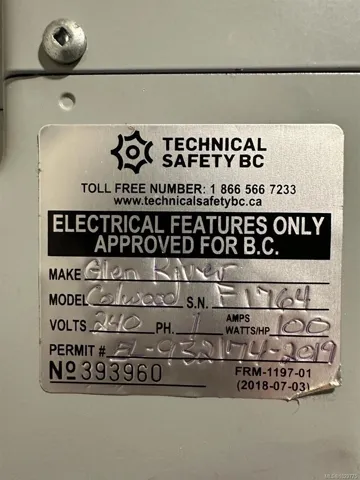 TECHNICAL
SAFETY BC
TOLL FREE NUMBER: 1 866 566 7233
www.technicalsafetybc.ca
ELECTRICAL FEATURES ONLY
APPROVED FOR B.C.
MAKE Glen River
MODEL Colwood S.N. F1764
VOLTS 240 PH. 1 AMPS WATTS/HP 100
PERMIT # EL-932174-2019
Nº 393960 FRM-1197-01
(2018-07-03)